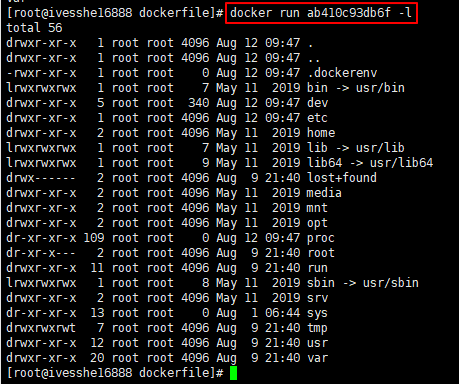 var
[root@ivesshe16888 dockerfile]# docker run ab410c93db6f -l
total 56
drwxr-xr-x   1 root root 4096 Aug 12 09:47 .
drwxr-xr-x   1 root root 4096 Aug 12 09:47 ..
-rwxr-xr-x   1 root root    0 Aug 12 09:47 .dockerenv
lrwxrwxrwx   1 root root    7 May 11  2019 bin -> usr/bin
drwxr-xr-x   5 root root  340 Aug 12 09:47 dev
drwxr-xr-x   1 root root 4096 Aug 12 09:47 etc
drwxr-xr-x   2 root root 4096 May 11  2019 home
lrwxrwxrwx   1 root root    7 May 11  2019 lib -> usr/lib
lrwxrwxrwx   1 root root    9 May 11  2019 lib64 -> usr/lib64
drwx------   2 root root 4096 Aug  9 21:40 lost+found
drwxr-xr-x   2 root root 4096 May 11  2019 media
drwxr-xr-x   2 root root 4096 May 11  2019 mnt
drwxr-xr-x   2 root root 4096 May 11  2019 opt
dr-xr-xr-x 109 root root    0 Aug 12 09:47 proc
dr-xr-x---   2 root root 4096 Aug  9 21:40 root
drwxr-xr-x  11 root root 4096 Aug  9 21:40 run
lrwxrwxrwx   1 root root    8 May 11  2019 sbin -> usr/sbin
drwxr-xr-x   2 root root 4096 May 11  2019 srv
dr-xr-xr-x  13 root root    0 Aug  1 06:44 sys
drwxrwxrwt   7 root root 4096 Aug  9 21:40 tmp
drwxr-xr-x  12 root root 4096 Aug  9 21:40 usr
drwxr-xr-x  20 root root 4096 Aug  9 21:40 var
[root@ivesshe16888 dockerfile]#